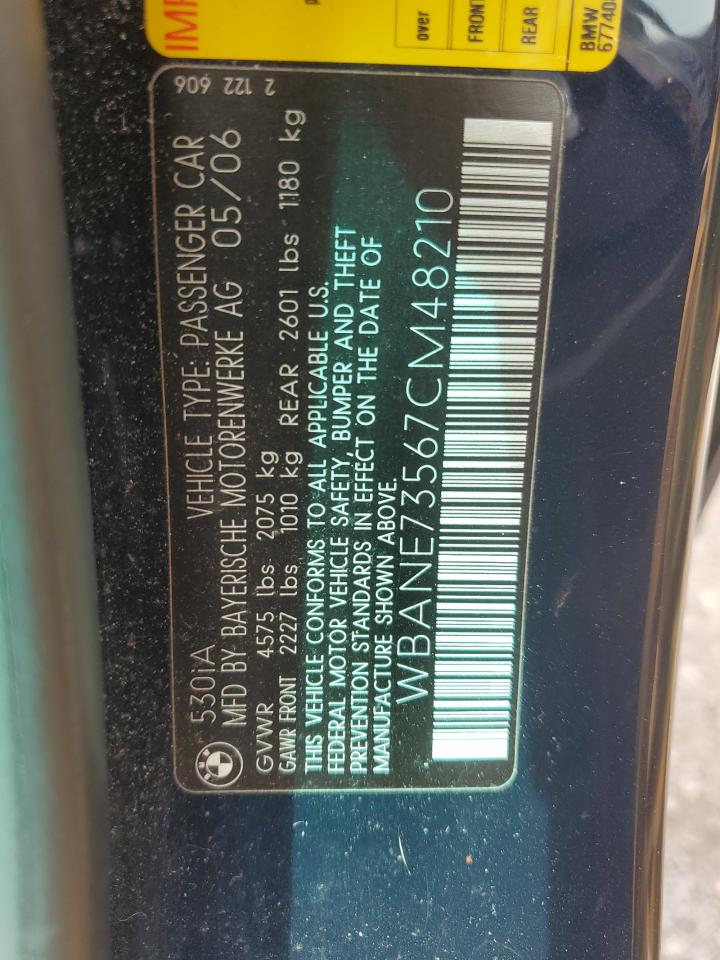 IMP
over
FRONT
REAR
BMW
67740
2 122 606
530iA VEHICLE TYPE: PASSENGER CAR
MFD BY BAYERISCHE MOTORENWERKE AG 05/06
GVWR 4575 lbs 2075 kg
GAWR FRONT 2227 lbs 1010 kg REAR 2601 lbs 1180 kg
THIS VEHICLE CONFORMS TO ALL APPLICABLE U.S.
FEDERAL MOTOR VEHICLE SAFETY, BUMPER AND THEFT
PREVENTION STANDARDS IN EFFECT ON THE DATE OF
MANUFACTURE SHOWN ABOVE.
WBANE73567CM48210